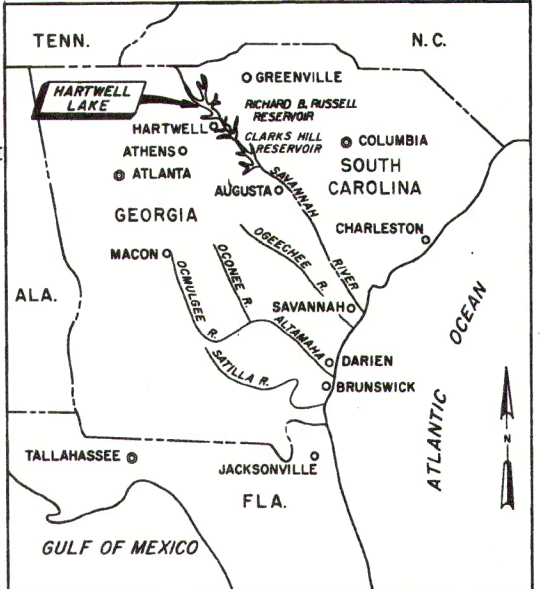 TENN.
N.C.
HARTWELL
LAKE
GREENVILLE
RICHARD B. RUSSELL
RESERVOIR
HARTWELL
CLARKS HILL
RESERVOIR
COLUMBIA
ATHENS
ATLANTA
SOUTH
CAROLINA
AUGUSTA
SAVANNAH
RIVER
GEORGIA
CHARLESTON
OGEECHEE R.
MACON
OCONEE R.
OCMULGEE R.
ALA.
SAVANNAH
ALTAMAHA
OCEAN
ATLANTIC
SATILLA R.
DARIEN
BRUNSWICK
N
TALLAHASSEE
JACKSONVILLE
FLA.
GULF OF MEXICO